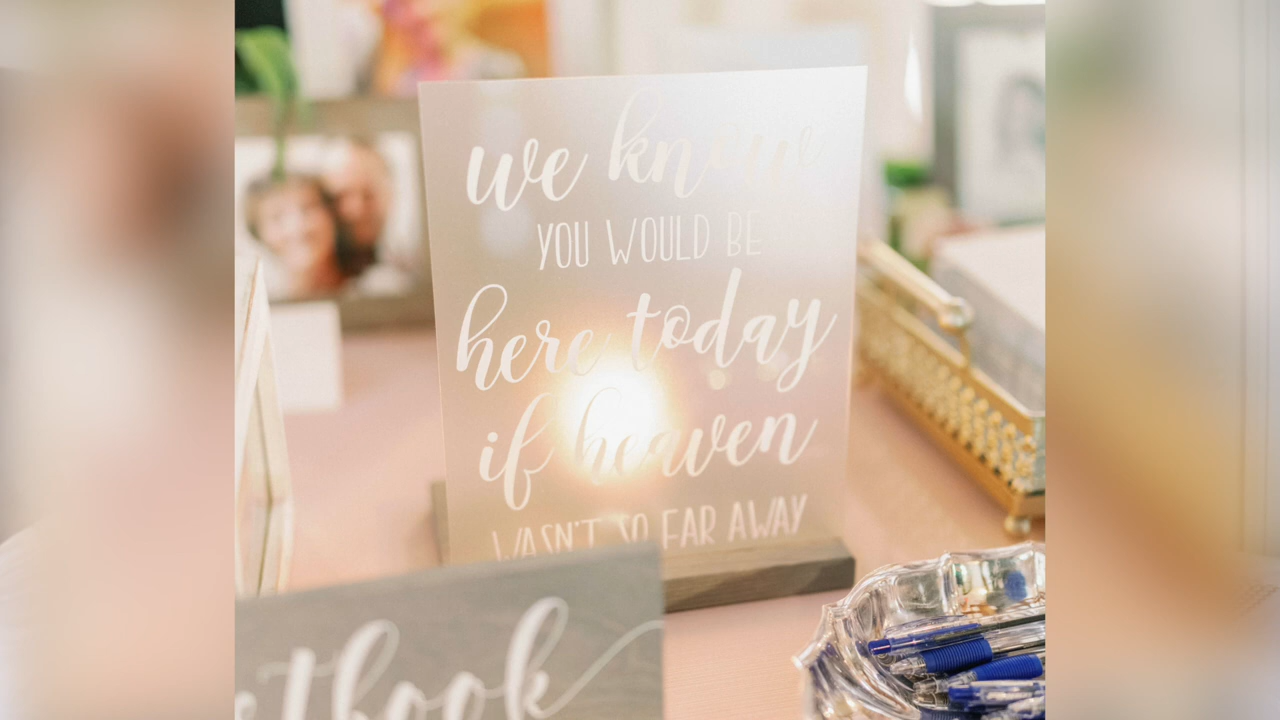 we know
YOU WOULD BE
here today
if heaven
WASN'T SO FAR AWAY